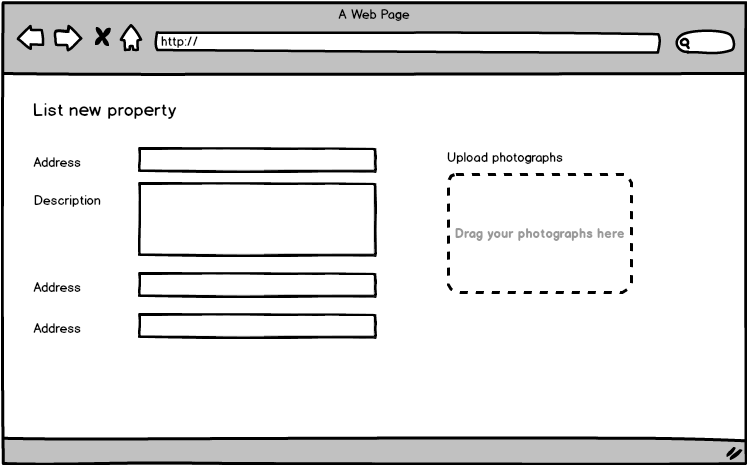 A Web Page
http://
List new property
Address
Description
Address
Address
Upload photographs
Drag your photographs here